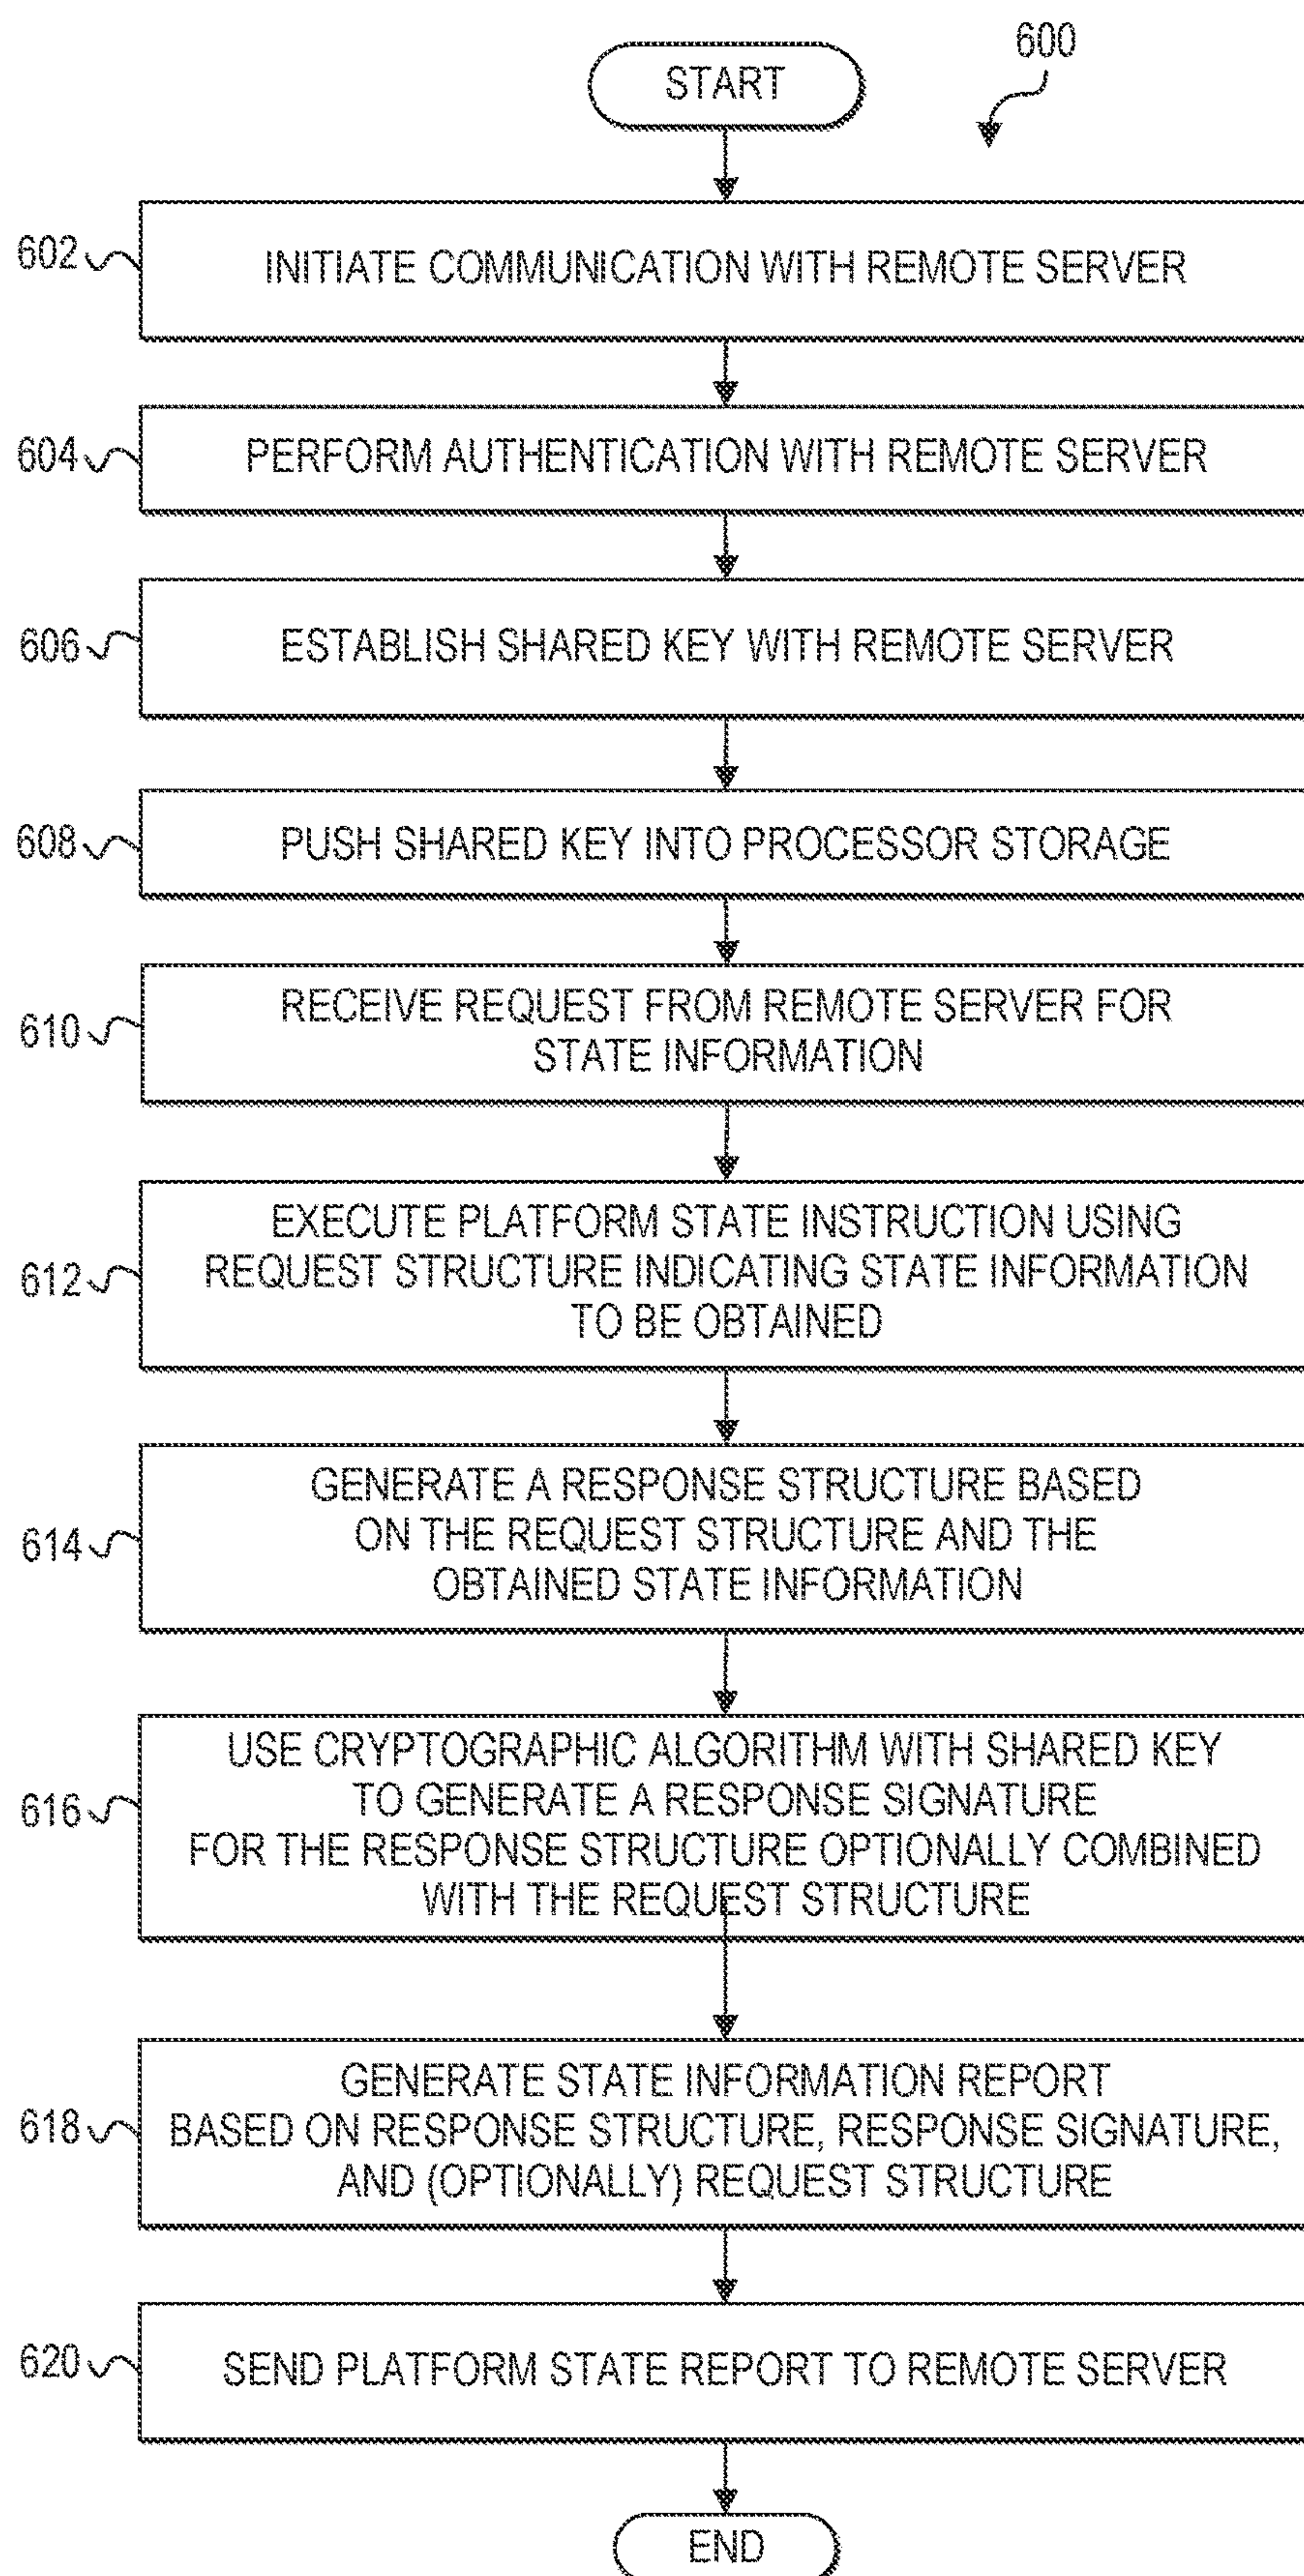 600
START
602
INITIATE COMMUNICATION WITH REMOTE SERVER
604
PERFORM AUTHENTICATION WITH REMOTE SERVER
606
ESTABLISH SHARED KEY WITH REMOTE SERVER
608
PUSH SHARED KEY INTO PROCESSOR STORAGE
610
RECEIVE REQUEST FROM REMOTE SERVER FOR
STATE INFORMATION
612
EXECUTE PLATFORM STATE INSTRUCTION USING
REQUEST STRUCTURE INDICATING STATE INFORMATION
TO BE OBTAINED
614
GENERATE A RESPONSE STRUCTURE BASED
ON THE REQUEST STRUCTURE AND THE
OBTAINED STATE INFORMATION
616
USE CRYPTOGRAPHIC ALGORITHM WITH SHARED KEY
TO GENERATE A RESPONSE SIGNATURE
FOR THE RESPONSE STRUCTURE OPTIONALLY COMBINED
WITH THE REQUEST STRUCTURE
618
GENERATE STATE INFORMATION REPORT
BASED ON RESPONSE STRUCTURE, RESPONSE SIGNATURE,
AND (OPTIONALLY) REQUEST STRUCTURE
620
SEND PLATFORM STATE REPORT TO REMOTE SERVER
END